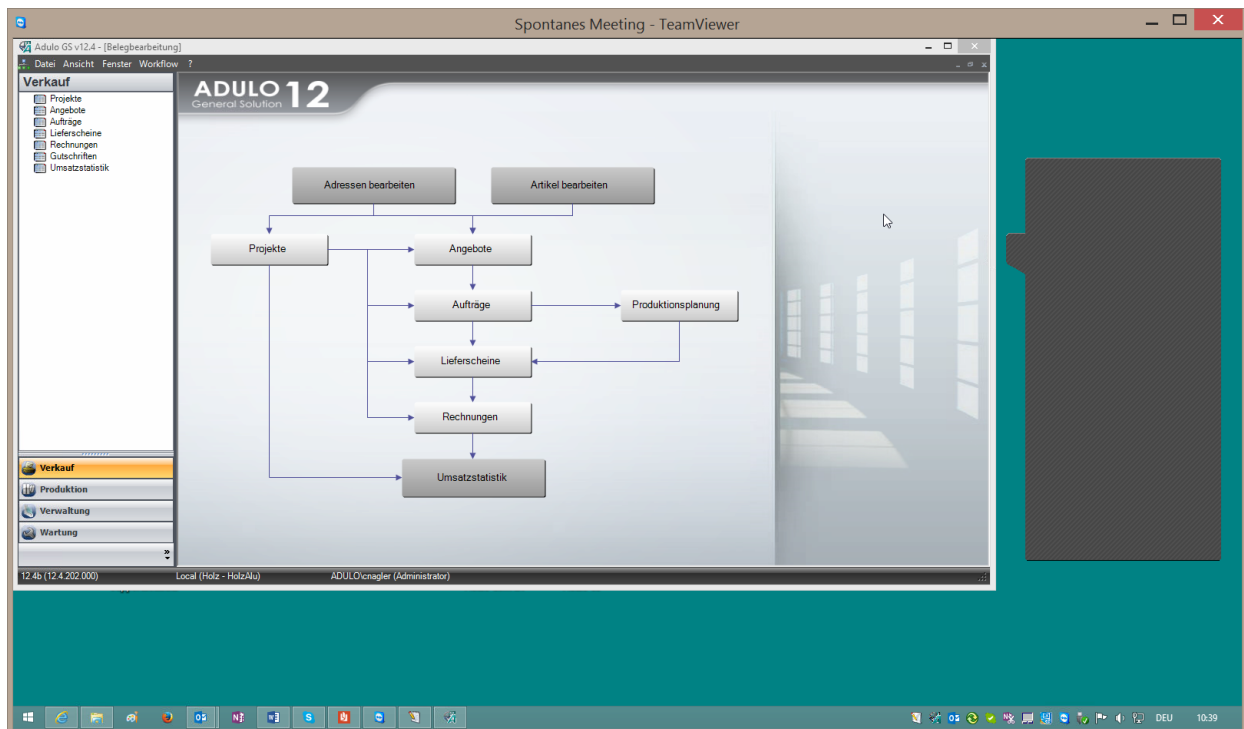 Spontanes Meeting - TeamViewer
Adulo GS v12.4 - [Belegbearbeitung]
Datei Ansicht Fenster Workflow ?
Verkauf
Projekte
Angebote
Aufträge
Lieferscheine
Rechnungen
Gutschriften
Umsatzstatistik
ADULO 12
General Solution
Adressen bearbeiten
Artikel bearbeiten
Projekte
Angebote
Aufträge
Produktionsplanung
Lieferscheine
Rechnungen
Umsatzstatistik
Verkauf
Produktion
Verwaltung
Wartung
12.4b (12.4.202.000) Local (Holz - HolzAlu) ADULO\cnagler (Administrator)
DEU 10:39